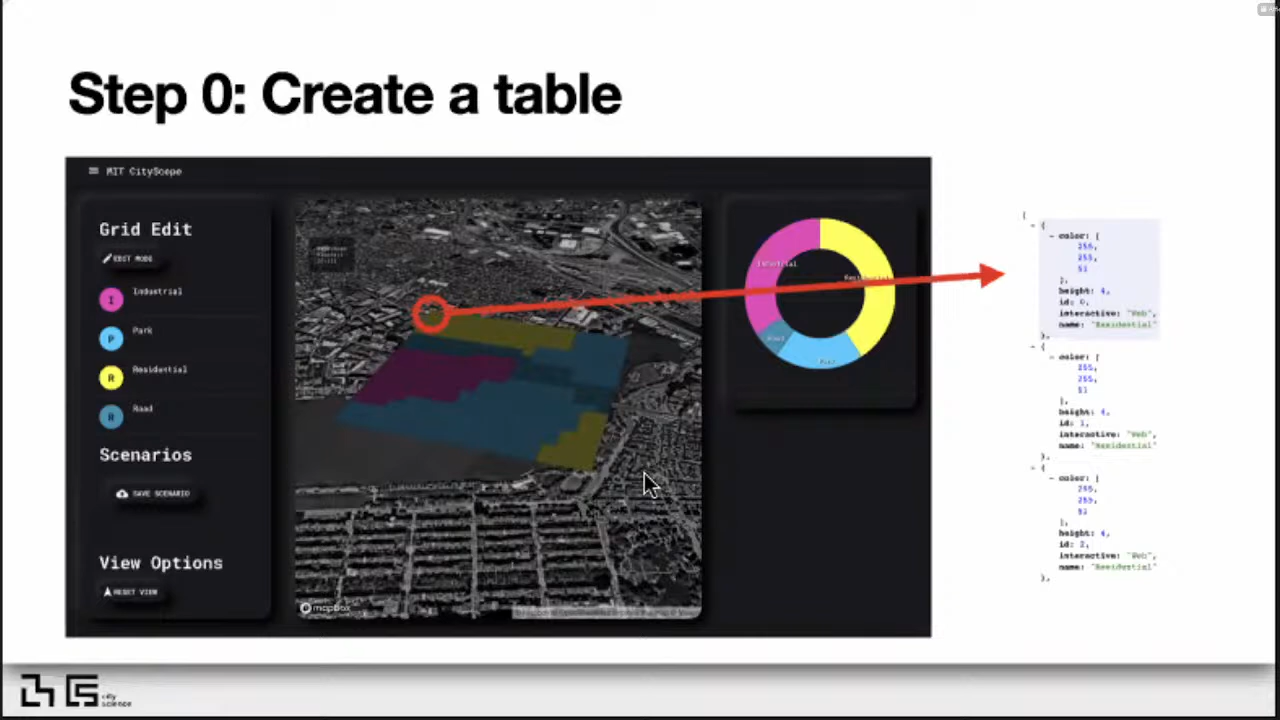 Step 0: Create a table
MIT CityScope
Grid Edit
EDIT MODE
I
Industrial
P
Park
R
Residential
R
Road
Scenarios
SAVE SCENARIO
View Options
RESET VIEW
mapbox
Industrial
Residential
Road
Park
[
- {
- color: [
255,
255,
51
],
height: 4,
id: 0,
interactive: "Web",
name: "Residential"
},
- {
- color: [
255,
255,
51
],
height: 4,
id: 1,
interactive: "Web",
name: "Residential"
},
- {
- color: [
255,
255,
51
],
height: 4,
id: 2,
interactive: "Web",
name: "Residential"
},
city
science